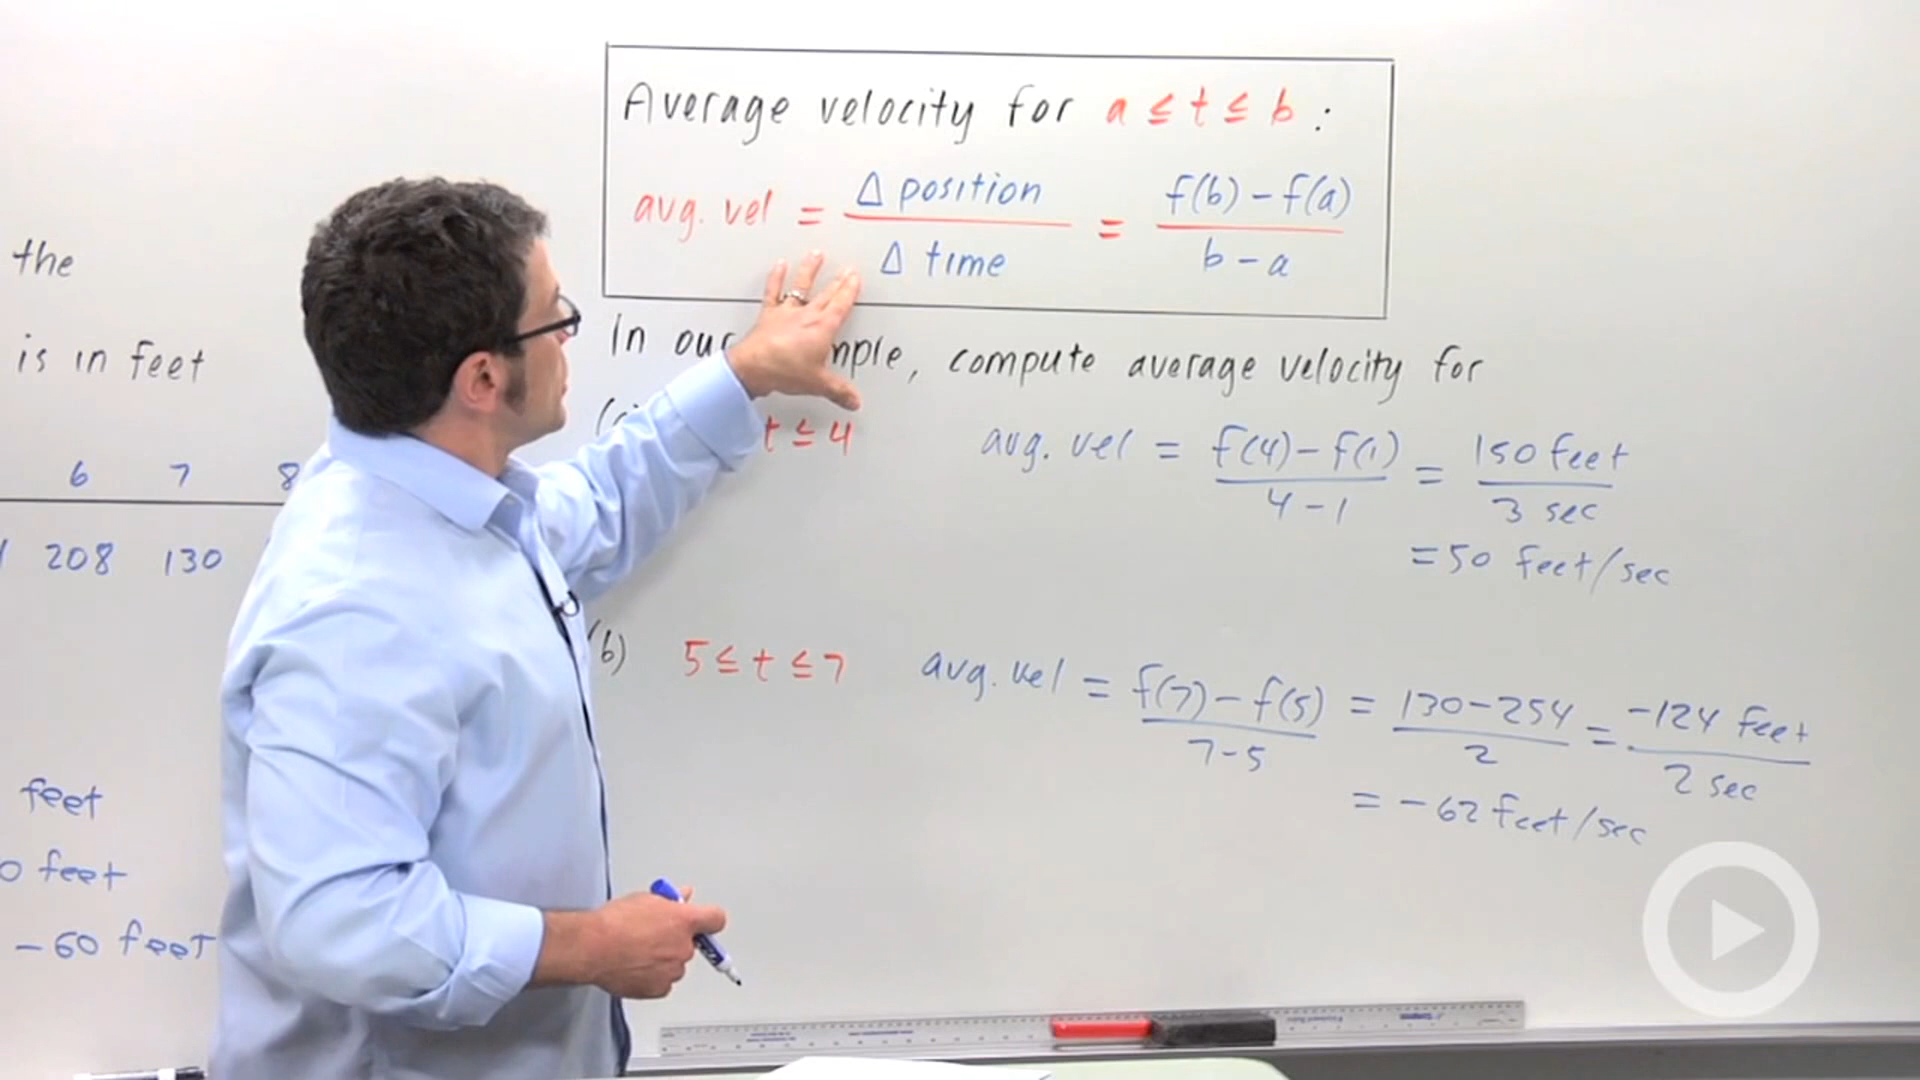 Average velocity for a ≤ t ≤ b :
avg. vel = Δ position / Δ time = f(b) - f(a) / b - a
the
is in feet
In our compute average velocity for
t ≤ 4 avg. vel = f(4) - f(1) / 4 - 1 = 150 feet / 3 sec
= 50 feet/sec
6 7 8
208 130
(b) 5 ≤ t ≤ 7 avg. vel = f(7) - f(5) / 7 - 5 = 130 - 254 / 2 = -124 feet / 2 sec
= -62 feet/sec
feet
0 feet
-60 feet